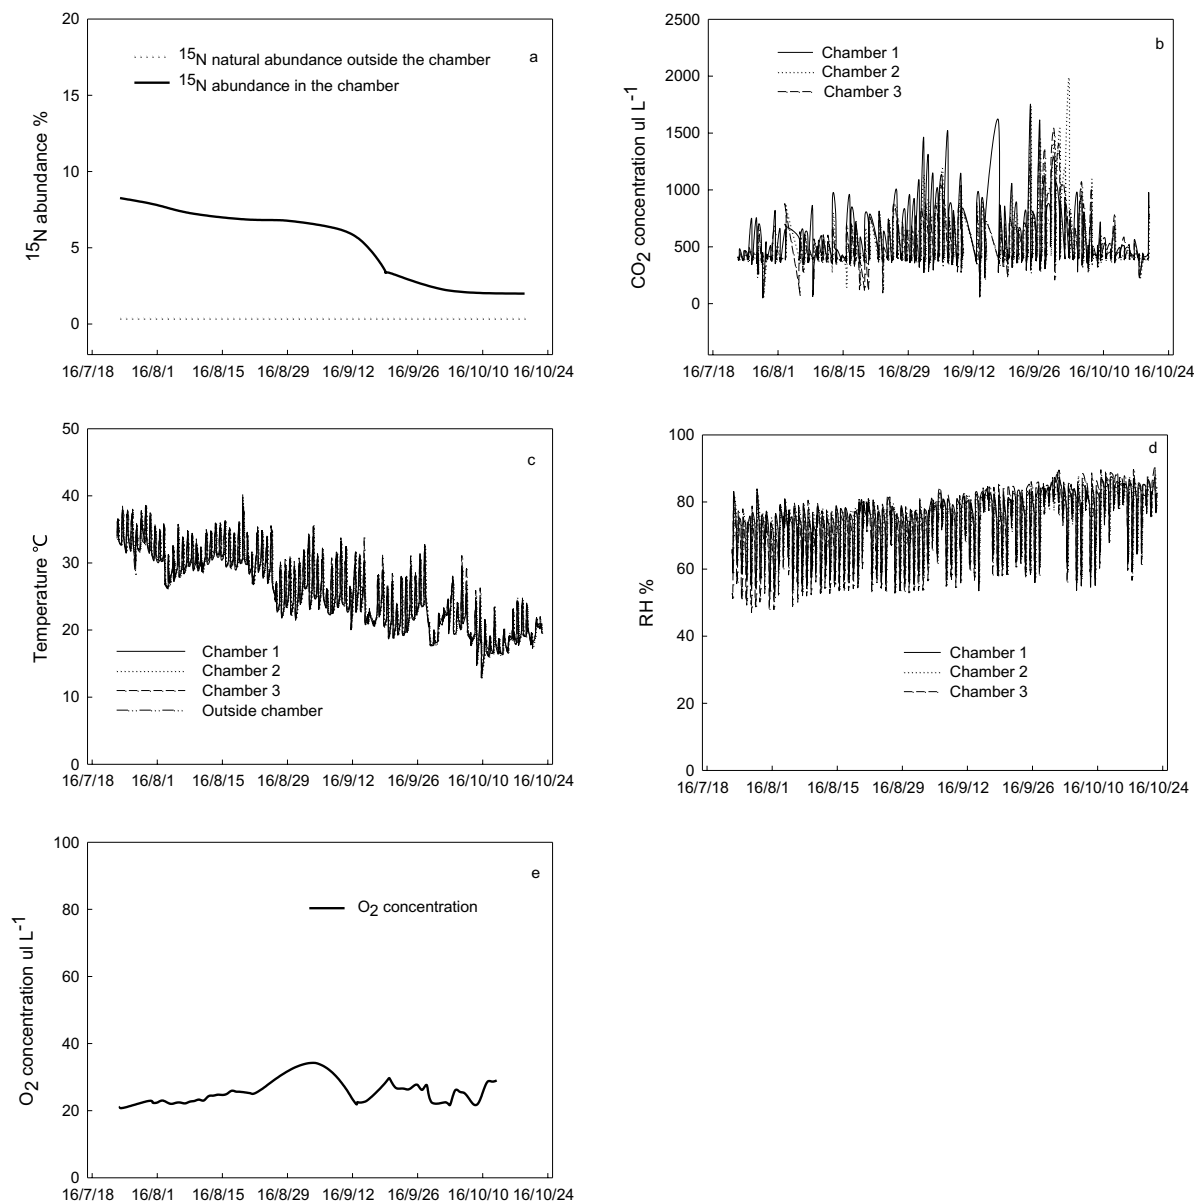 a
15N natural abundance outside the chamber
15N abundance in the chamber
15N abundance %
20
15
10
5
0
16/7/18 16/8/1 16/8/15 16/8/29 16/9/12 16/9/26 16/10/10 16/10/24
b
Chamber 1
Chamber 2
Chamber 3
CO2 concentration ul L-1
2500
2000
1500
1000
500
0
16/7/18 16/8/1 16/8/15 16/8/29 16/9/12 16/9/26 16/10/10 16/10/24
c
Temperature °C
50
40
30
20
10
0
Chamber 1
Chamber 2
Chamber 3
Outside chamber
16/7/18 16/8/1 16/8/15 16/8/29 16/9/12 16/9/26 16/10/10 16/10/24
d
RH %
100
80
60
40
20
0
Chamber 1
Chamber 2
Chamber 3
16/7/18 16/8/1 16/8/15 16/8/29 16/9/12 16/9/26 16/10/10 16/10/24
e
O2 concentration
O2 concentration ul L-1
100
80
60
40
20
0
16/7/18 16/8/1 16/8/15 16/8/29 16/9/12 16/9/26 16/10/10 16/10/24